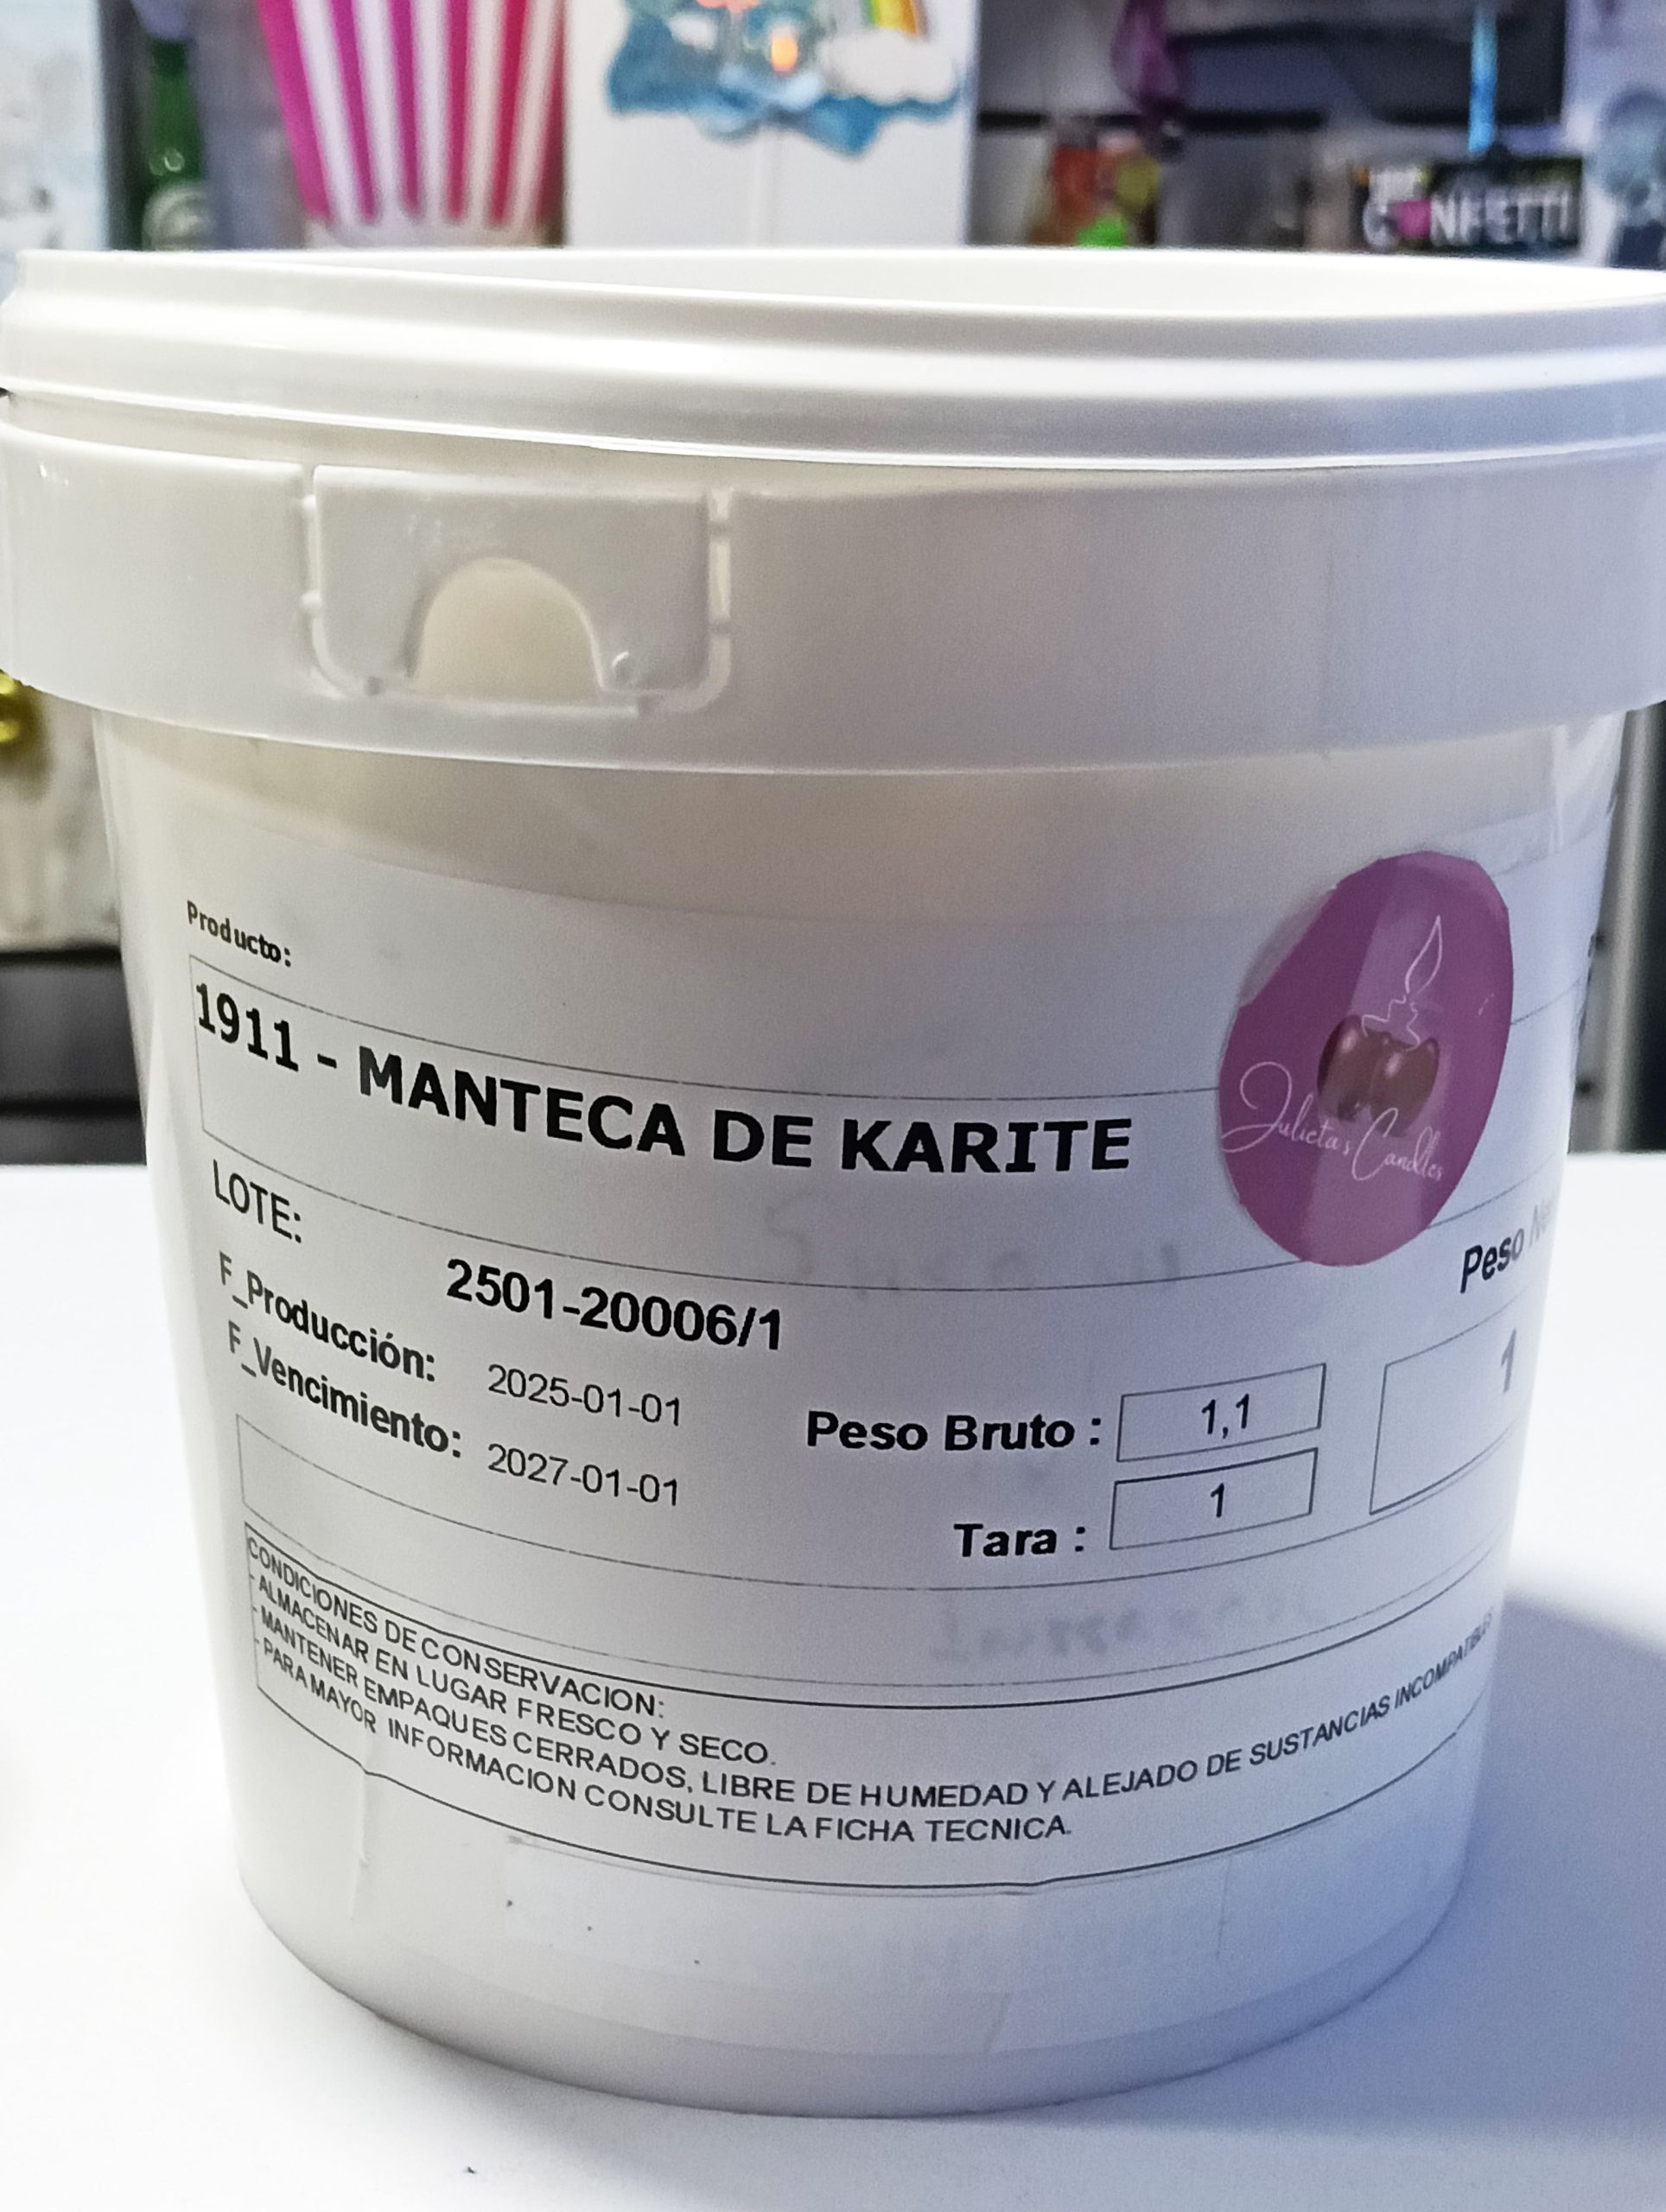 CONFETTI
Producto:
1911 - MANTECA DE KARITE
Julieta's Candles
LOTE:
2501-20006/1
Peso
F_Producción: 2025-01-01
F_Vencimiento: 2027-01-01
Peso Bruto : 1,1
1
Tara : 1
CONDICIONES DE CONSERVACION:
- ALMACENAR EN LUGAR FRESCO Y SECO.
- MANTENER EMPAQUES CERRADOS, LIBRE DE HUMEDAD Y ALEJADO DE SUSTANCIAS INCOMPATIBLES
- PARA MAYOR INFORMACION CONSULTE LA FICHA TECNICA.